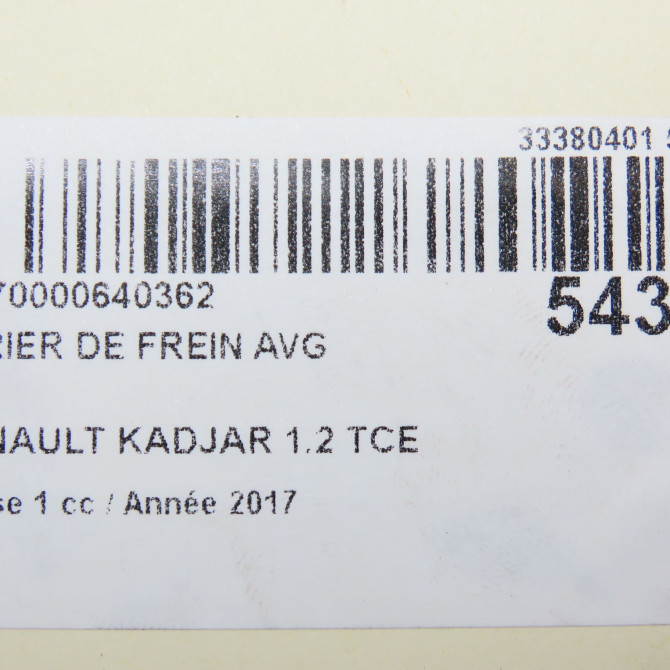 33380401
70000640362
543
RIER DE FREIN AVG
NAULT KADJAR 1.2 TCE
se 1 cc / Année 2017